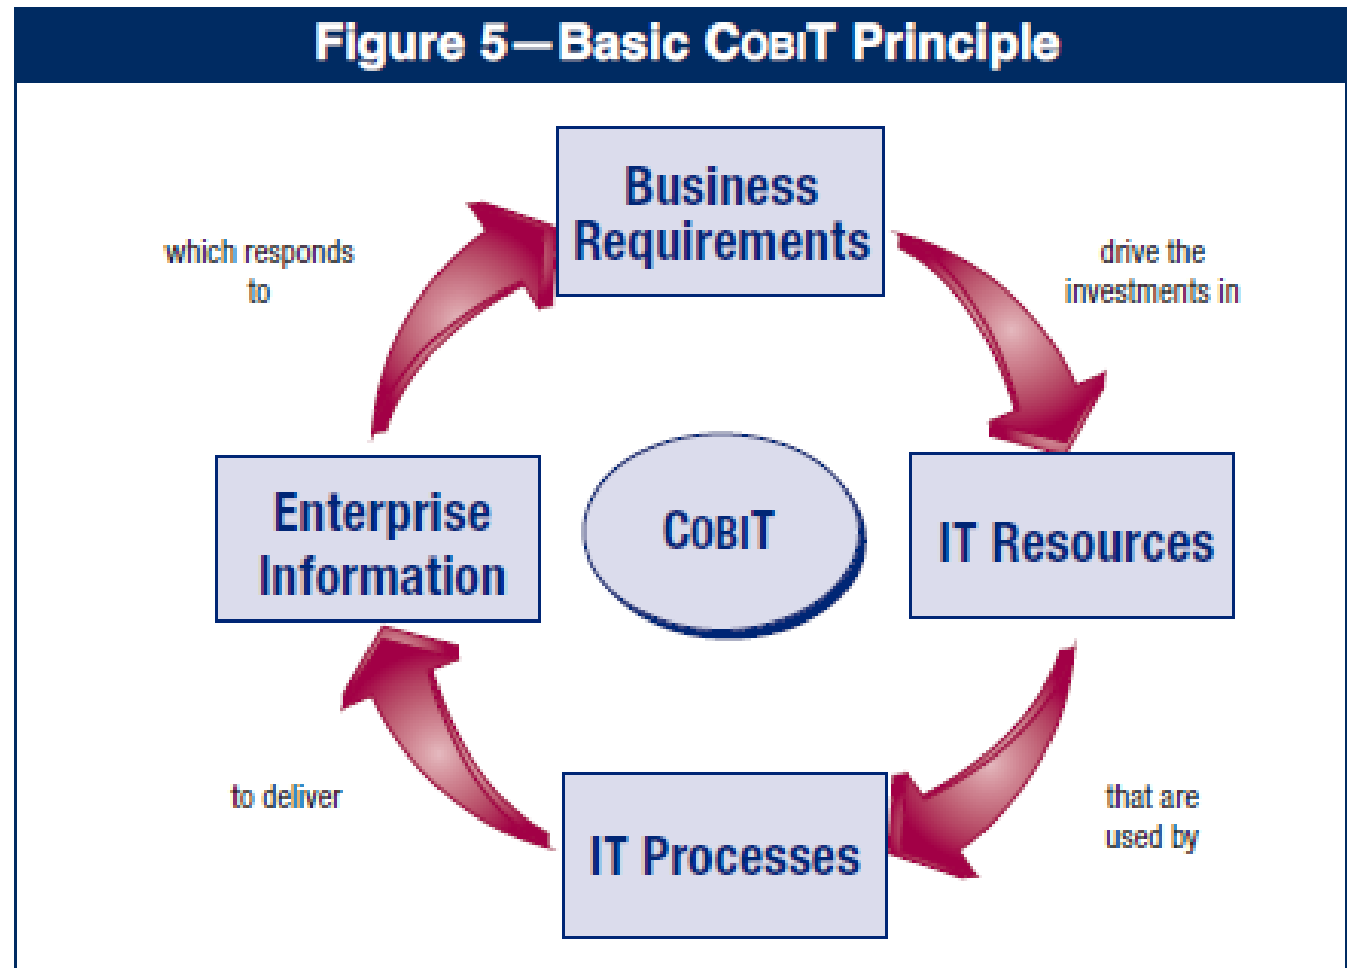 Figure 5—Basic COBIT Principle
Business
Requirements
which responds
to
drive the
investments in
Enterprise
Information
COBIT
IT Resources
to deliver
that are
used by
IT Processes